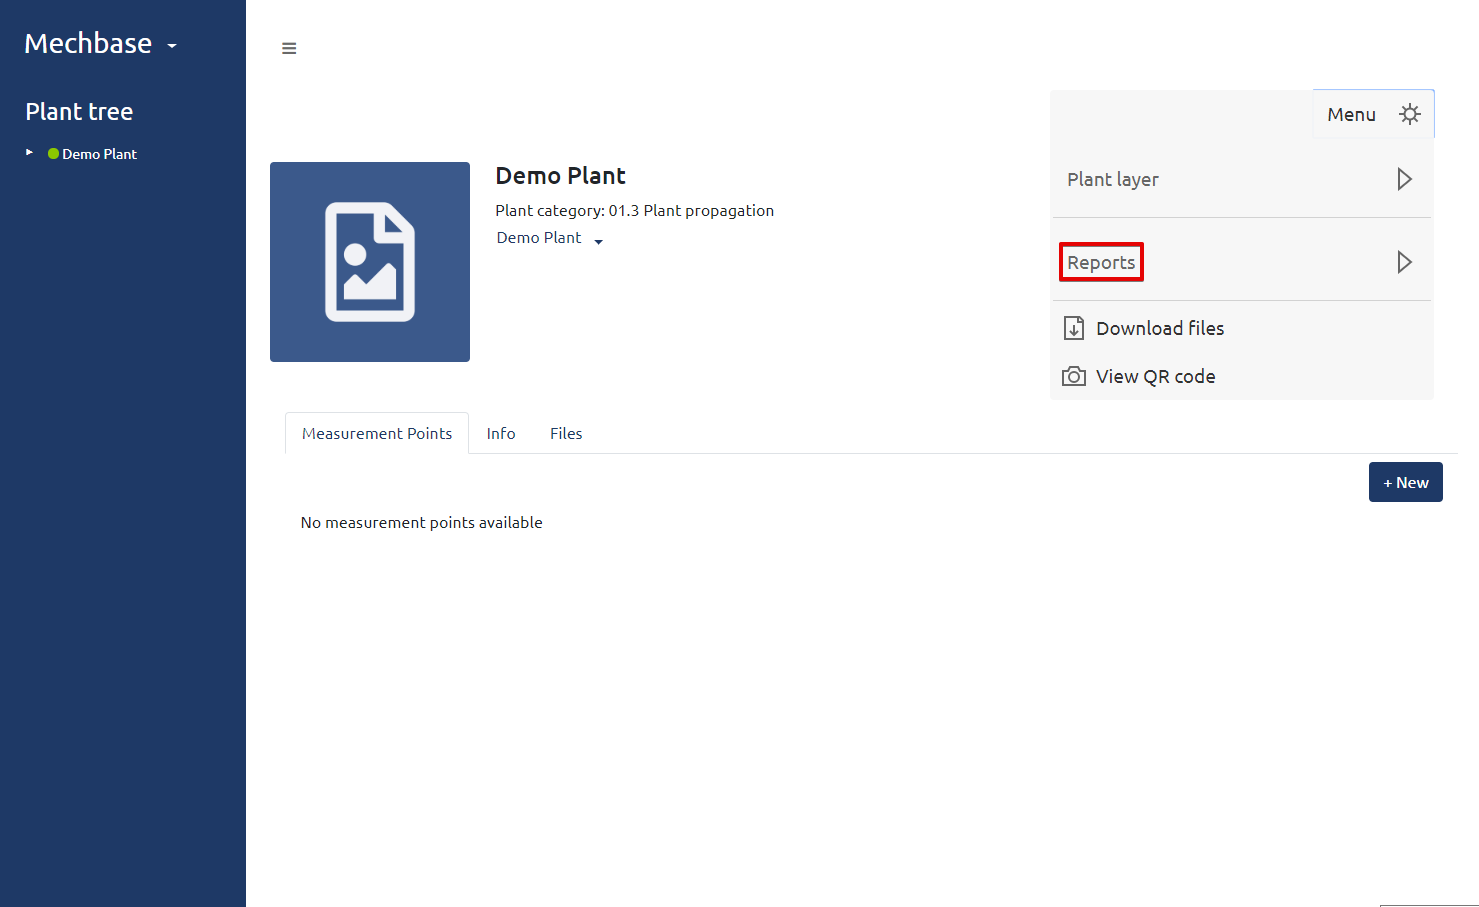 Mechbase
Plant tree
Demo Plant
Menu
Plant layer
Reports
Download files
View QR code
Demo Plant
Plant category: 01.3 Plant propagation
Demo Plant
Measurement Points Info Files
+ New
No measurement points available